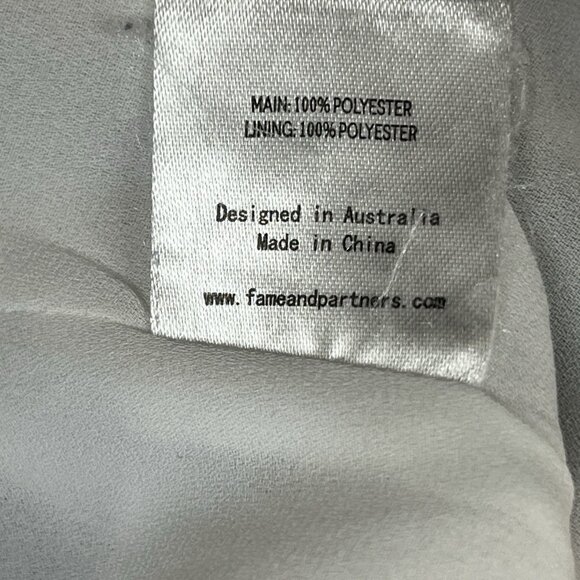 MAIN: 100% POLYESTER
LINING: 100% POLYESTER
Designed in Australia
Made in China
www.fameandpartners.com